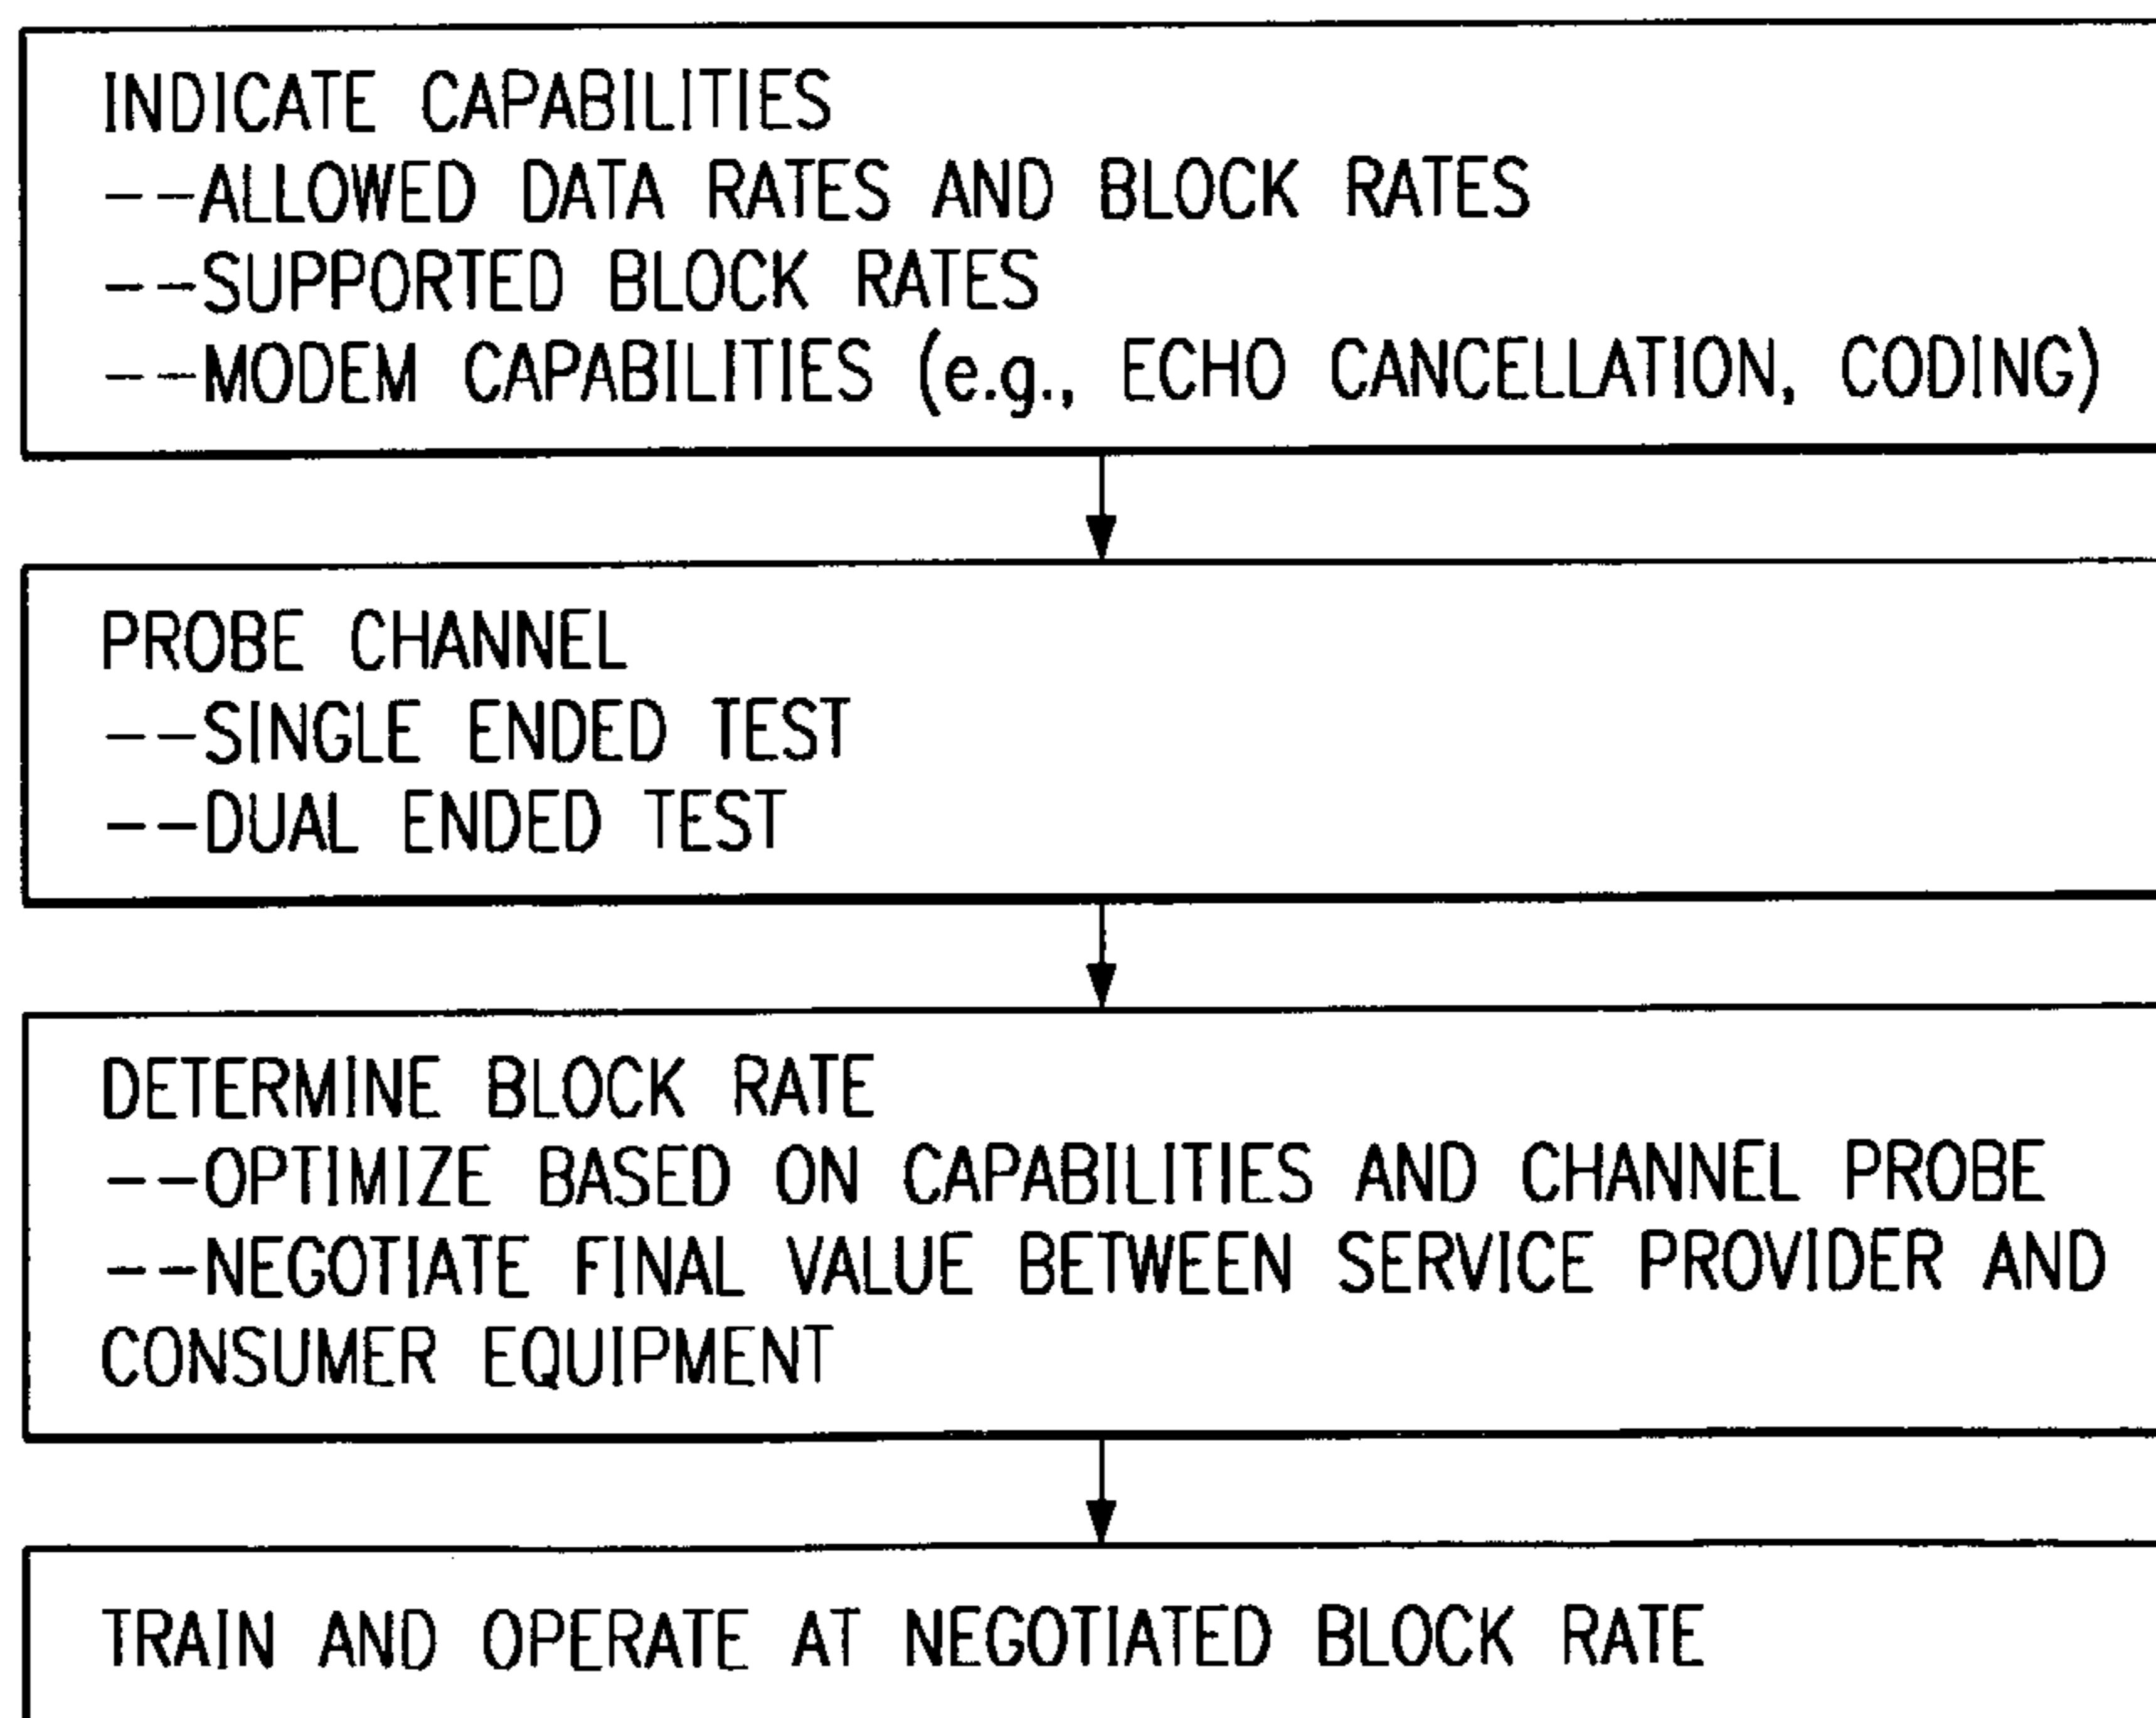 INDICATE CAPABILITIES
--ALLOWED DATA RATES AND BLOCK RATES
--SUPPORTED BLOCK RATES
--MODEM CAPABILITIES (e.g., ECHO CANCELLATION, CODING)
PROBE CHANNEL
--SINGLE ENDED TEST
--DUAL ENDED TEST
DETERMINE BLOCK RATE
--OPTIMIZE BASED ON CAPABILITIES AND CHANNEL PROBE
--NEGOTIATE FINAL VALUE BETWEEN SERVICE PROVIDER AND
CONSUMER EQUIPMENT
TRAIN AND OPERATE AT NEGOTIATED BLOCK RATE